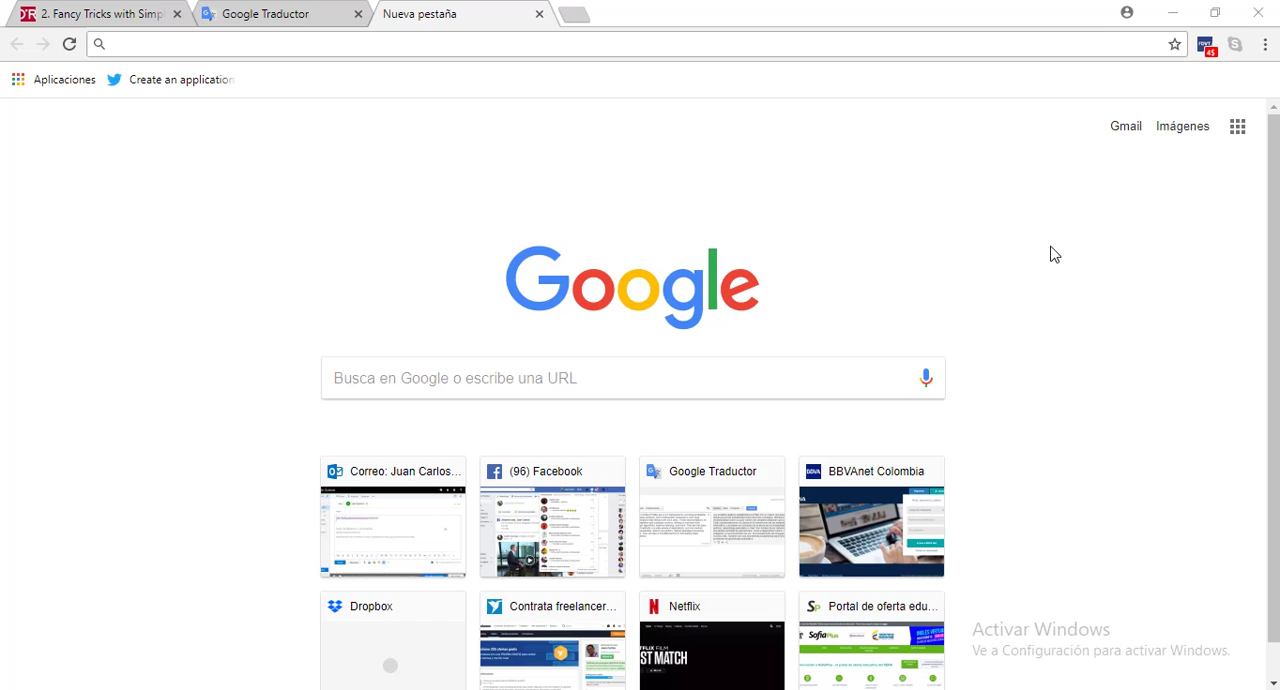 2. Fancy Tricks with Simpl
Google Traductor
Nueva pestaña
Aplicaciones
Create an application
Gmail
Imágenes
Google
Busca en Google o escribe una URL
Correo: Juan Carlos...
(96) Facebook
Google Traductor
BBVAnet Colombia
Dropbox
Contrata freelancer...
Netflix
Portal de oferta edu...
Activar Windows
Ve a Configuración para activar Windows.